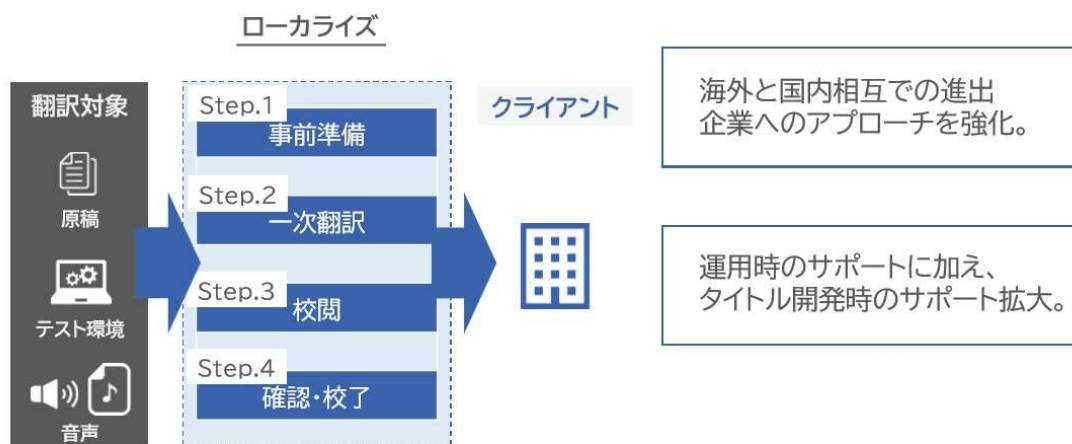 ローカライズ
翻訳対象
原稿
テスト環境
音声
Step.1
事前準備
Step.2
一次翻訳
Step.3
校閲
Step.4
確認・校了
クライアント
海外と国内相互での進出
企業へのアプローチを強化。
運用時のサポートに加え、
タイトル開発時のサポート拡大。